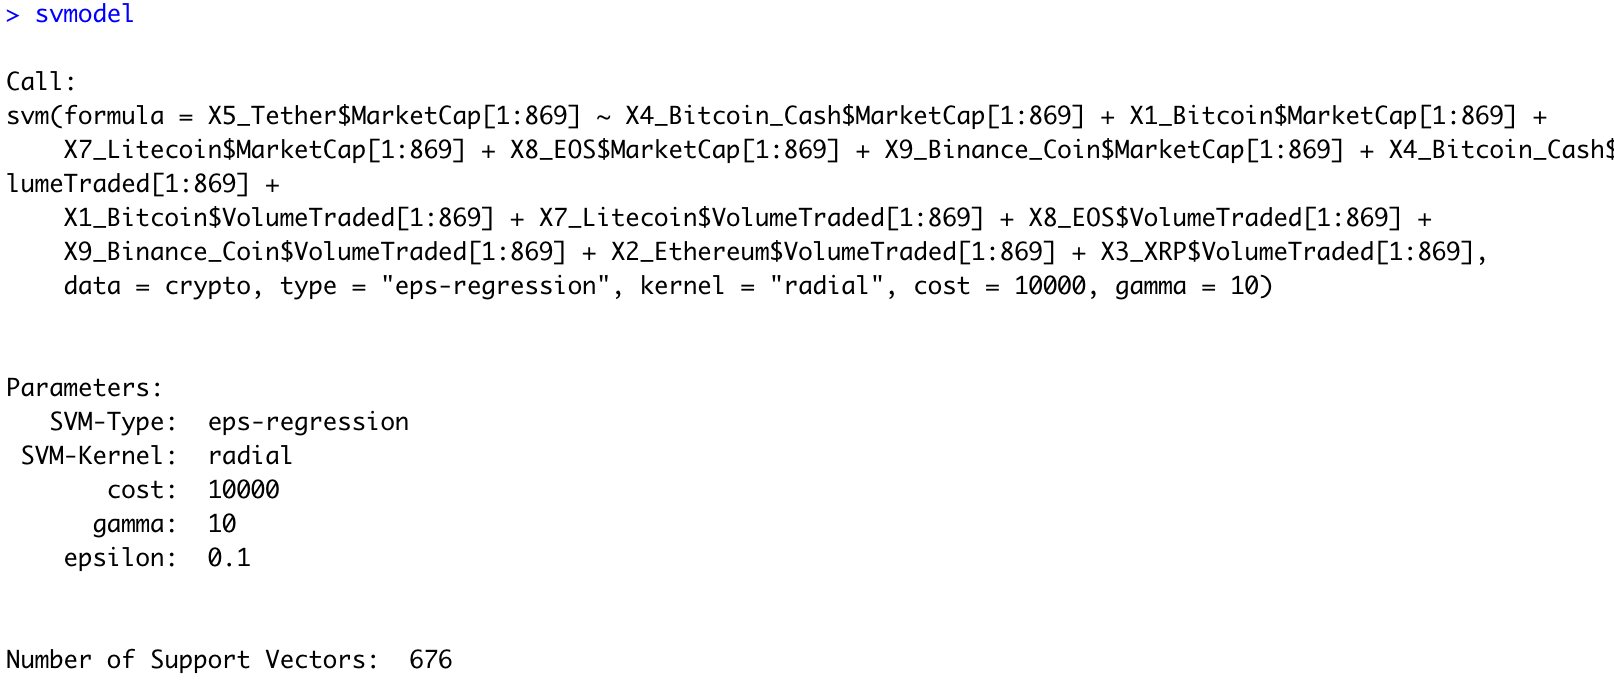 > svmodel
Call:
svm(formula = X5_Tether$MarketCap[1:869] ~ X4_Bitcoin_Cash$MarketCap[1:869] + X1_Bitcoin$MarketCap[1:869] +
X7_Litecoin$MarketCap[1:869] + X8_EOS$MarketCap[1:869] + X9_Binance_Coin$MarketCap[1:869] + X4_Bitcoin_Cash$
lumeTraded[1:869] +
X1_Bitcoin$VolumeTraded[1:869] + X7_Litecoin$VolumeTraded[1:869] + X8_EOS$VolumeTraded[1:869] +
X9_Binance_Coin$VolumeTraded[1:869] + X2_Ethereum$VolumeTraded[1:869] + X3_XRP$VolumeTraded[1:869],
data = crypto, type = "eps-regression", kernel = "radial", cost = 10000, gamma = 10)
Parameters:
SVM-Type: eps-regression
SVM-Kernel: radial
cost: 10000
gamma: 10
epsilon: 0.1
Number of Support Vectors: 676